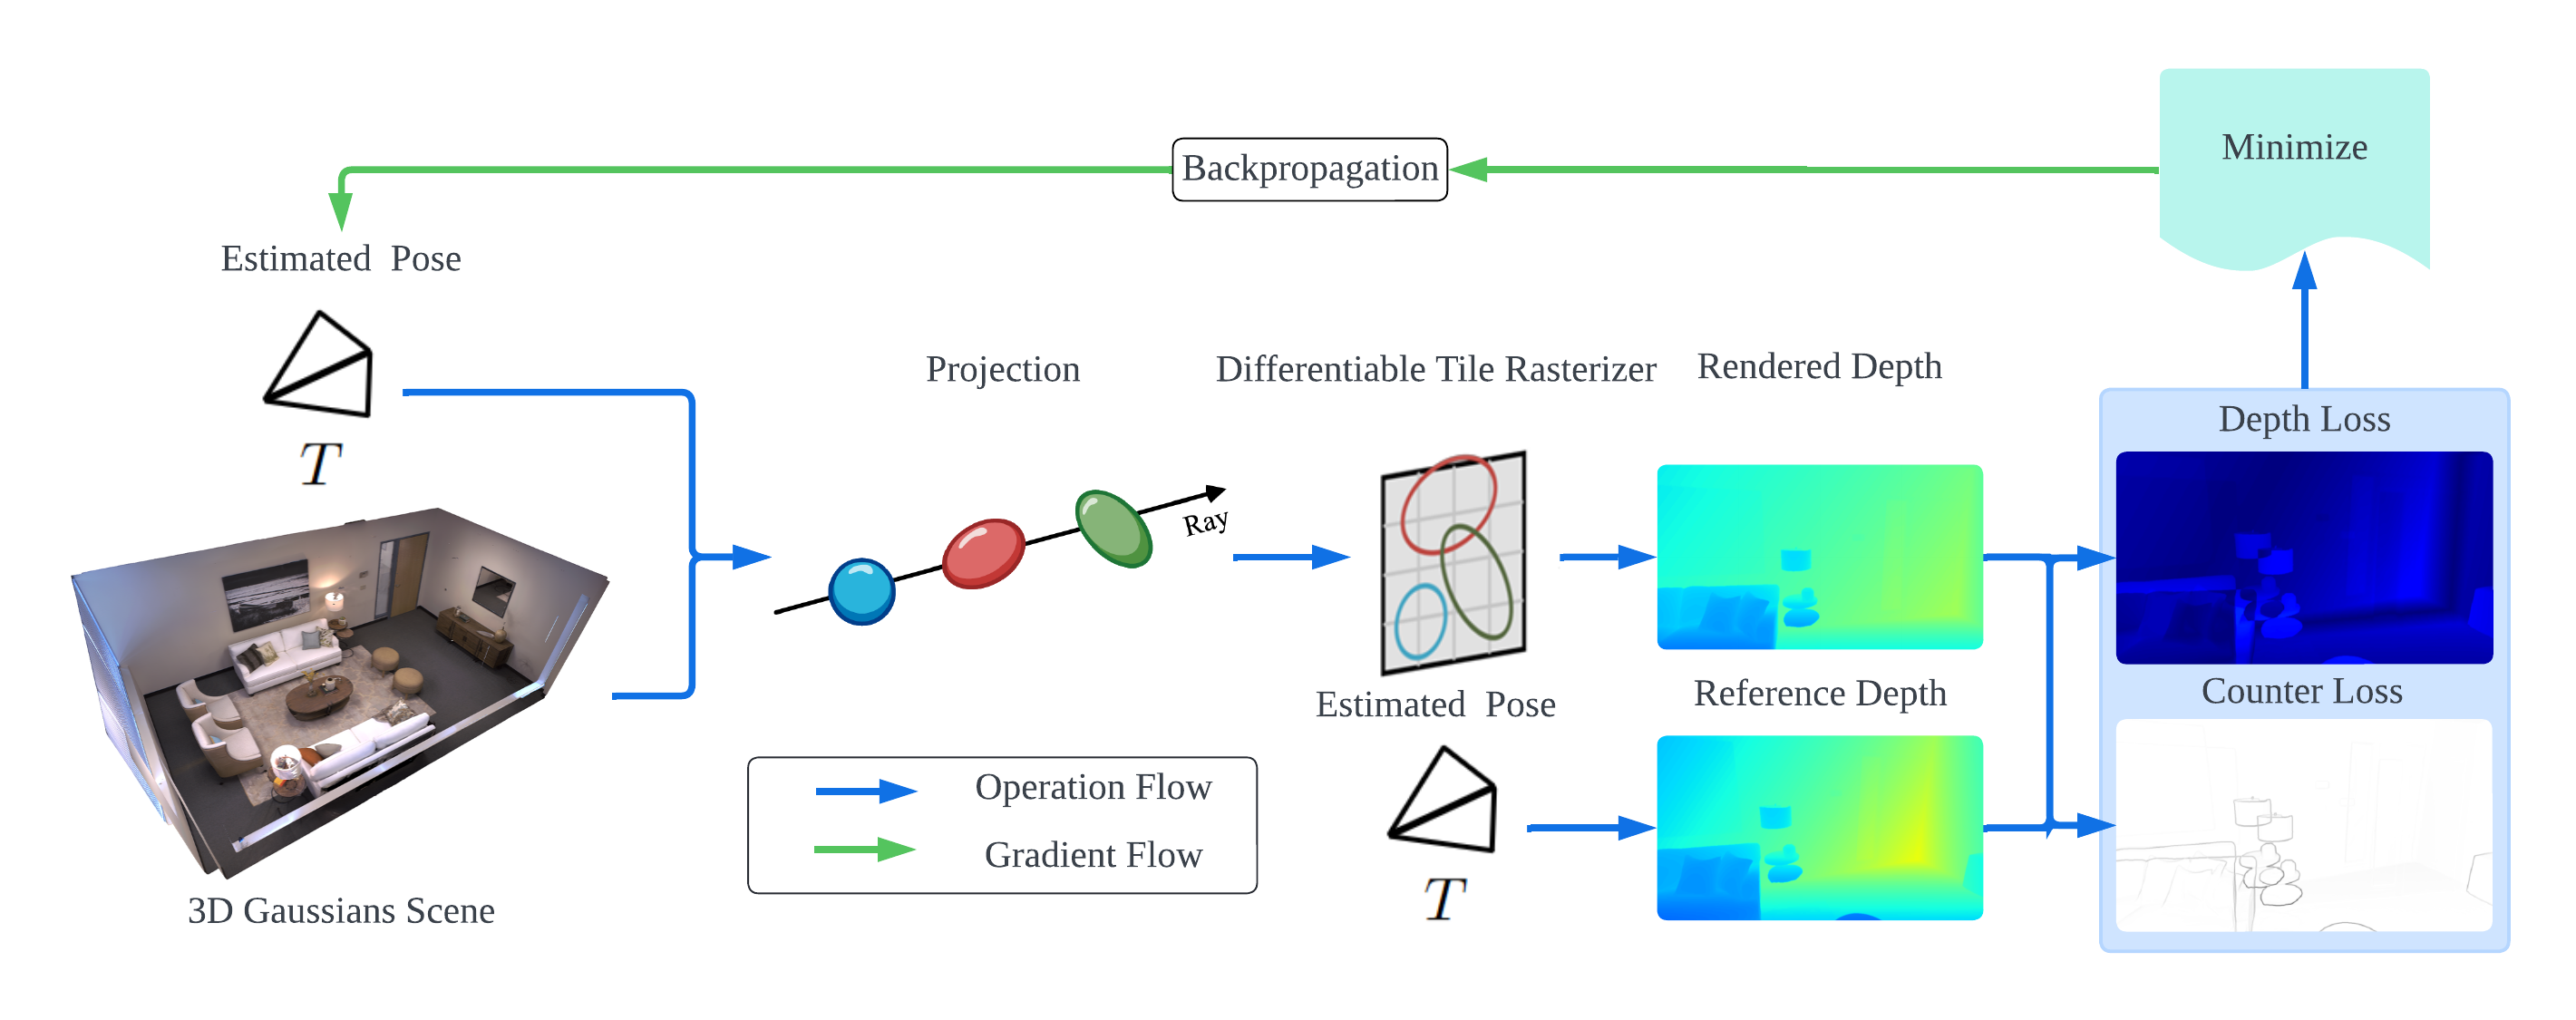 Minimize
Backpropagation
Estimated Pose
T
Projection
Differentiable Tile Rasterizer
Rendered Depth
Depth Loss
Ray
Estimated Pose
T
Reference Depth
Counter Loss
Operation Flow
Gradient Flow
3D Gaussians Scene